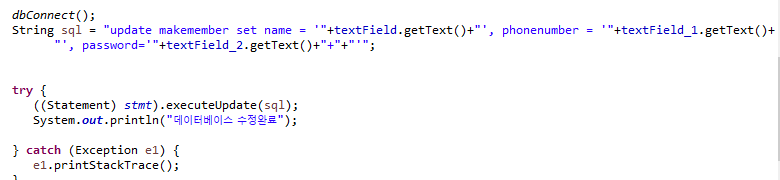 dbConnect();
String sql = "update makemember set name = '"+textField.getText()+"', phonenumber = '"+textField_1.getText()+
"', password='"+textField_2.getText()+"+"+"'";
try {
((Statement) stmt).executeUpdate(sql);
System.out.println("데이터베이스 수정완료");
} catch (Exception e1) {
e1.printStackTrace();
}